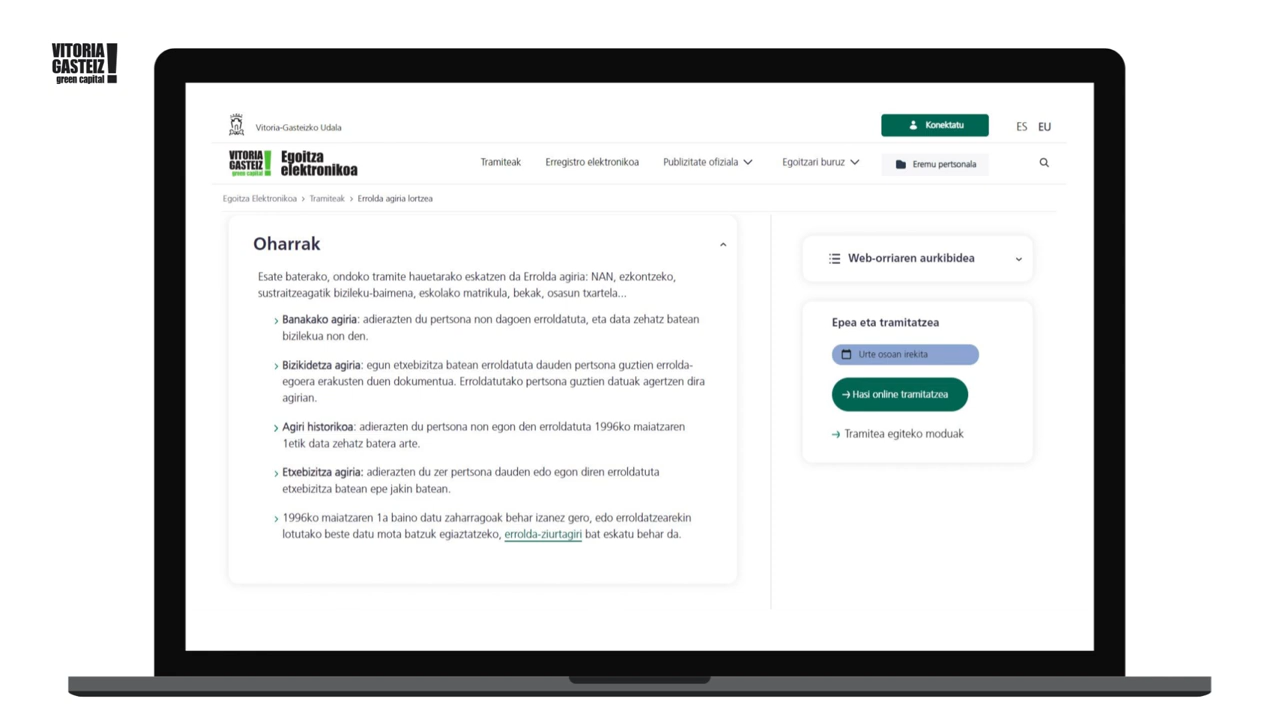 VITORIA
GASTEIZ
green capital
Vitoria-Gasteizko Udala
Konektatu
ES EU
VITORIA
GASTEIZ
green capital
Egoitza
elektronikoa
Tramiteak
Erregistro elektronikoa
Publizitate ofiziala
Egoitzari buruz
Eremu pertsonala
Egoitza Elektronikoa > Tramiteak > Errolda agiria lortzea
Oharrak
Esate baterako, ondoko tramite hauetarako eskatzen da Errolda agiria: NAN, ezkontzeko,
sustraitzeagatik bizileku-baimena, eskolako matrikula, bekak, osasun txartela...
> Banakako agiria: adierazten du pertsona non dagoen erroldatuta, eta data zehatz batean
bizilekua non den.
> Bizikidetza agiria: egun etxebizitza batean erroldatuta dauden pertsona guztien errolda-
egoera erakusten duen dokumentua. Erroldatutako pertsona guztien datuak agertzen dira
agirian.
> Agiri historikoa: adierazten du pertsona non egon den erroldatuta 1996ko maiatzaren
1etik data zehatz batera arte.
> Etxebizitza agiria: adierazten du zer pertsona dauden edo egon diren erroldatuta
etxebizitza batean epe jakin batean.
> 1996ko maiatzaren 1a baino datu zaharragoak behar izanez gero, edo erroldatzearekin
lotutako beste datu mota batzuk egiaztatzeko, errolda-ziurtagiri bat eskatu behar da.
Web-orriaren aurkibidea
Epea eta tramitatzea
Urte osoan irekita
→ Hasi online tramitatzea
→ Tramitea egiteko moduak